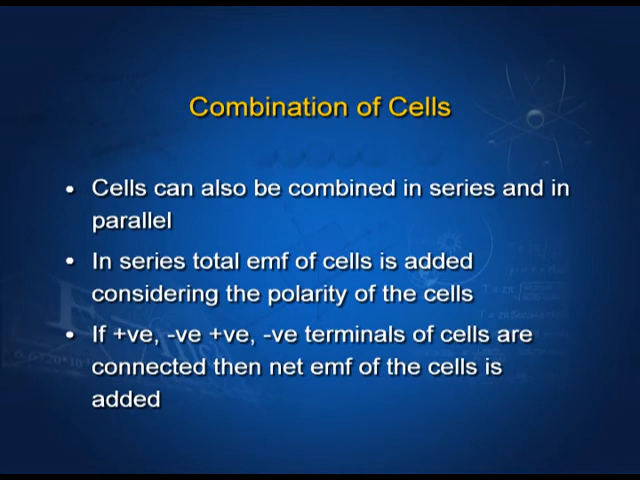 Combination of Cells
• Cells can also be combined in series and in
parallel
• In series total emf of cells is added
considering the polarity of the cells
• If +ve, -ve +ve, -ve terminals of cells are
connected then net emf of the cells is
added